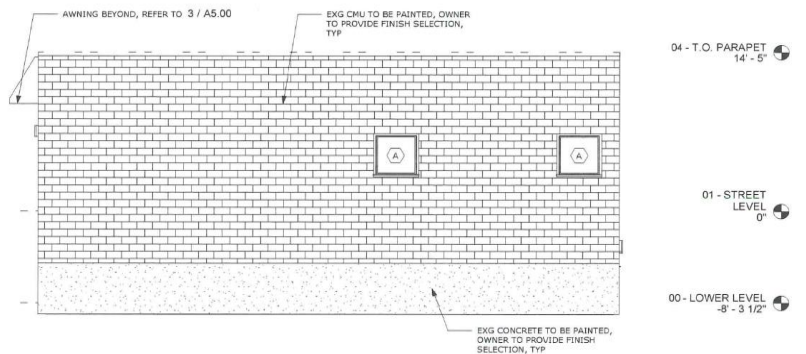 AWNING BEYOND, REFER TO 3 / A5.00
EXG CMU TO BE PAINTED, OWNER
TO PROVIDE FINISH SELECTION,
TYP
04 - T.O. PARAPET
14' - 5"
A
A
01 - STREET
LEVEL
0"
00 - LOWER LEVEL
-8' - 3 1/2"
EXG CONCRETE TO BE PAINTED,
OWNER TO PROVIDE FINISH
SELECTION, TYP